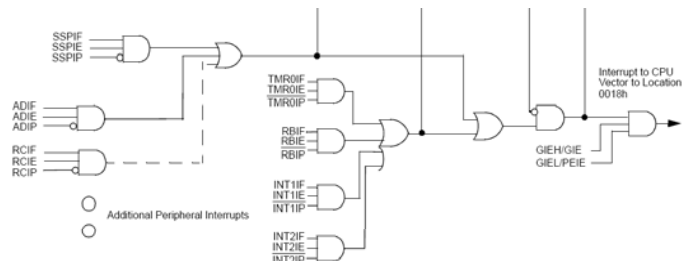 SSPIF
SSPIE
SSPIP
ADIF
ADIE
ADIP
RCIF
RCIE
RCIP
Additional Peripheral Interrupts
TMR0IF
TMR0IE
TMR0IP
RBIF
RBIE
RBIP
INT1IF
INT1IE
INT1IP
INT2IF
INT2IE
INT2IP
Interrupt to CPU
Vector to Location
0018h
GIEH/GIE
GIEL/PEIE